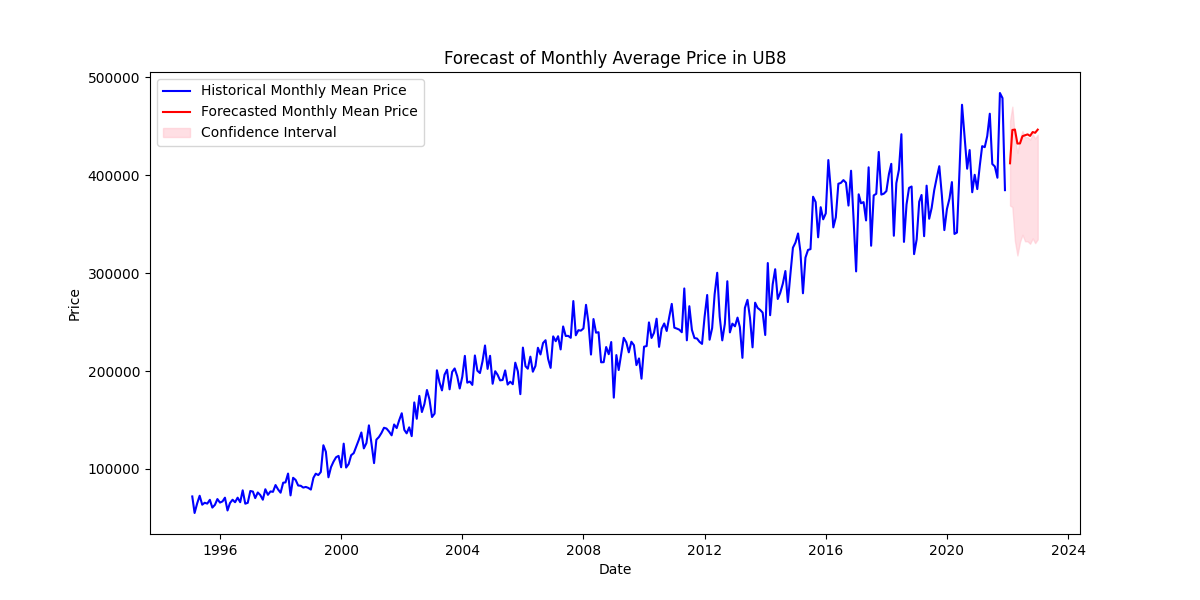 Forecast of Monthly Average Price in UB8
500000
400000
300000
200000
100000
Price
Historical Monthly Mean Price
Forecasted Monthly Mean Price
Confidence Interval
1996 2000 2004 2008 2012 2016 2020 2024
Date